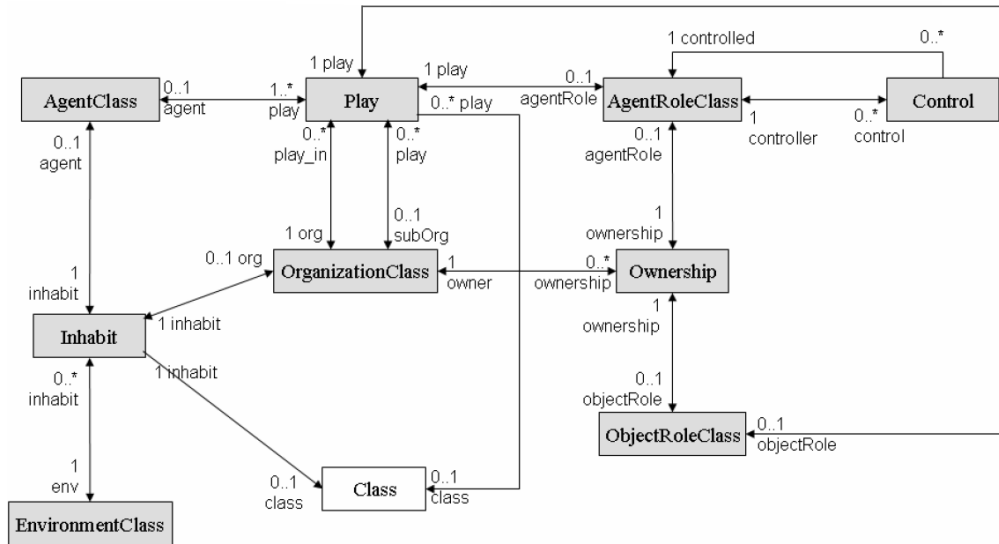 1 controlled 0..*
1 play 1 play
AgentClass 0..1 agent 1..* play Play 0..* play 0..1 agentRole AgentRoleClass 1 controller 0..* control Control
0..1 agent 0..* play_in 0..* play 0..1 agentRole
1 org 0..1 subOrg 1 ownership
0..1 org OrganizationClass 1 owner 0..* ownership Ownership
1 inhabit 1 inhabit 1 ownership
Inhabit
0..* inhabit 1 inhabit 0..1 objectRole
ObjectRoleClass 0..1 objectRole
1 env 0..1 class Class 0..1 class
EnvironmentClass